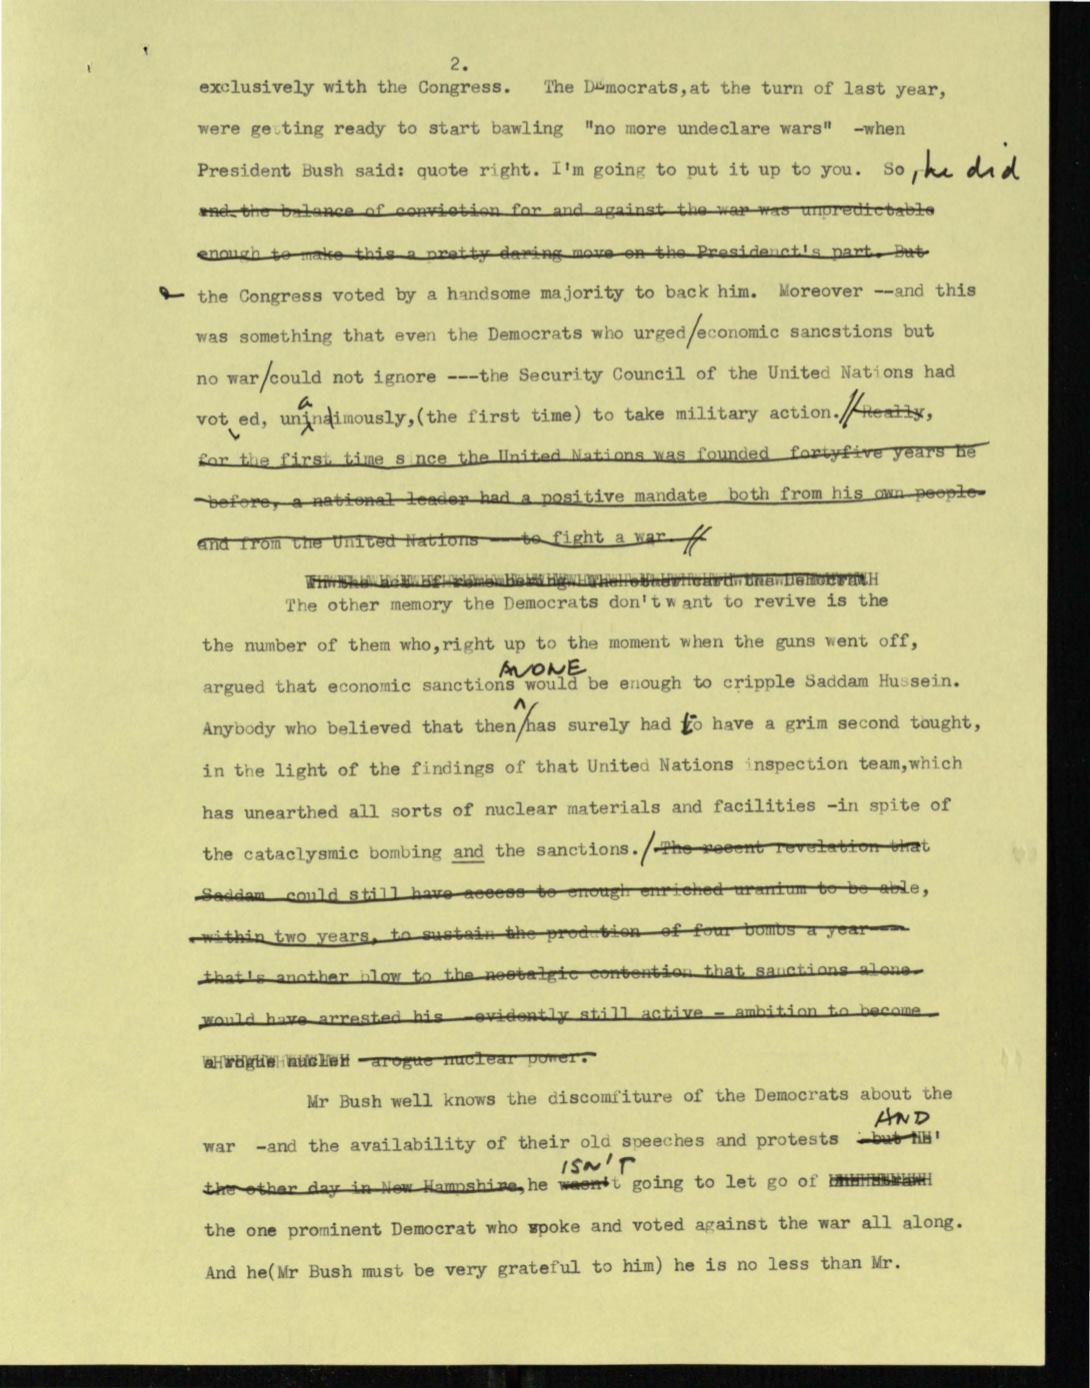 2.
exclusively with the Congress. The Democrats,at the turn of last year,
were getting ready to start bawling "no more undeclare wars" -when
President Bush said: quote right. I'm going to put it up to you. So, he did
and the balance of conviction for and against the war was unpredictable
enough to make this a pretty daring move on the Presidenct's part. But
the Congress voted by a handsome majority to back him. Moreover --and this
was something that even the Democrats who urged/economic sancstions but
no war/could not ignore ---the Security Council of the United Nations had
vot ed, unanimously,(the first time) to take military action.// Really,
for the first time s nce the United Nations was founded fortyfive years he
before, a national leader had a positive mandate both from his own people
and from the United Nations -- to fight a war. //
The other memory the Democrats don't w ant to revive is the
the number of them who,right up to the moment when the guns went off,
ALONE
argued that economic sanctions would be enough to cripple Saddam Hussein.
Anybody who believed that then/has surely had to have a grim second tought,
in the light of the findings of that United Nations inspection team,which
has unearthed all sorts of nuclear materials and facilities -in spite of
the cataclysmic bombing and the sanctions./ The recent revelation that
Saddam could still have access to enough enriched uranium to be able,
within two years, to sustain the prodution of four bombs a year---
that's another blow to the nostalgic contention that sanctions alone
would have arrested his -evidently still active - ambition to become
a rogue nucler arogue nuclear power.
Mr Bush well knows the discomfiture of the Democrats about the
AND
war -and the availability of their old speeches and protests but
ISN'T
the other day in New Hampshire,he wasn't going to let go of
the one prominent Democrat who spoke and voted against the war all along.
And he(Mr Bush must be very grateful to him) he is no less than Mr.